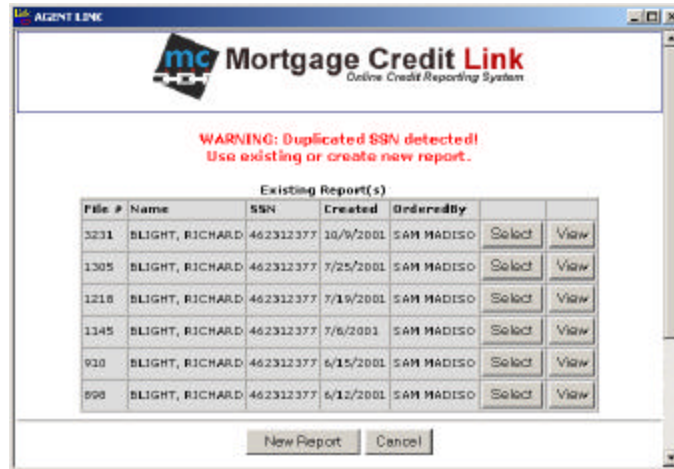 Link AGENT LINK
mc Mortgage Credit Link
Online Credit Reporting System
WARNING: Duplicated SSN detected!
Use existing or create new report.
Existing Report(s)
File # Name SSN Created OrderedBy
3231 BLIGHT, RICHARD 462312377 10/9/2001 SAM MADISO Select View
1305 BLIGHT, RICHARD 462312377 7/25/2001 SAM MADISO Select View
1218 BLIGHT, RICHARD 462312377 7/19/2001 SAM MADISO Select View
1145 BLIGHT, RICHARD 462312377 7/6/2001 SAM MADISO Select View
910 BLIGHT, RICHARD 462312377 6/15/2001 SAM MADISO Select View
898 BLIGHT, RICHARD 462312377 6/12/2001 SAM MADISO Select View
New Report Cancel